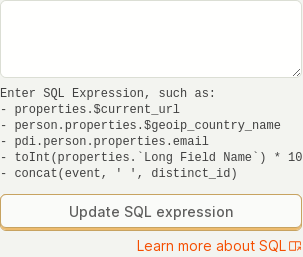 Enter SQL Expression, such as:
- properties.$current_url
- person.properties.$geoip_country_name
- pdi.person.properties.email
- toInt(properties.`Long Field Name`) * 10
- concat(event, ' ', distinct_id)
Update SQL expression
Learn more about SQL